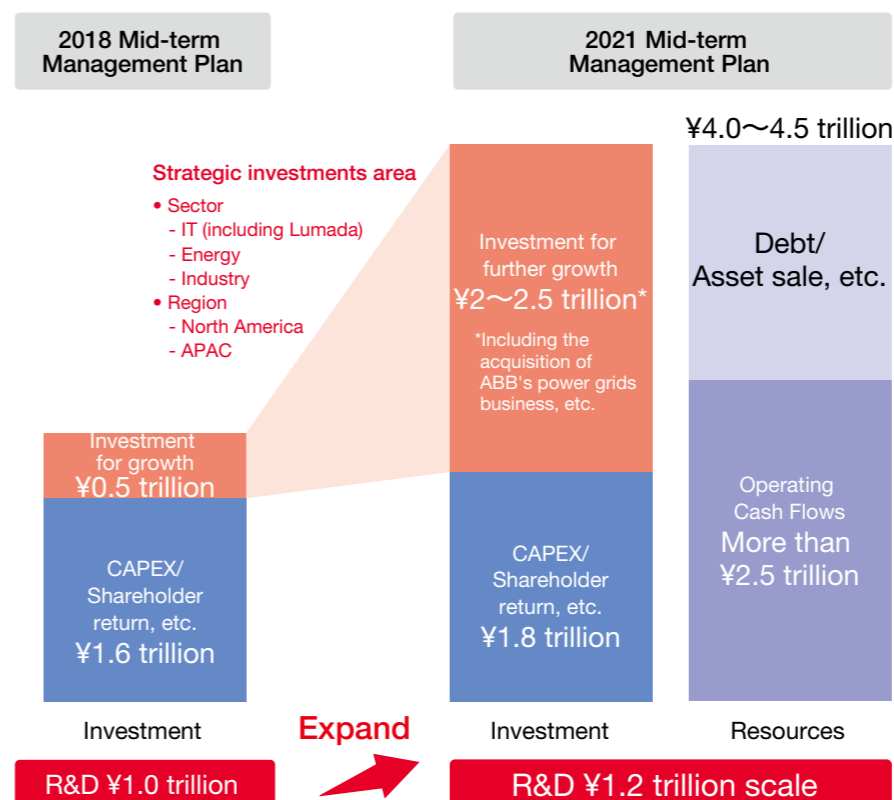 2018 Mid-term
Management Plan
2021 Mid-term
Management Plan
¥4.0～4.5 trillion
Strategic investments area
• Sector
- IT (including Lumada)
- Energy
- Industry
• Region
- North America
- APAC
Investment
for growth
¥0.5 trillion
CAPEX/
Shareholder
return, etc.
¥1.6 trillion
Investment for
further growth
¥2～2.5 trillion*
*Including the
acquisition of
ABB's power grids
business, etc.
CAPEX/
Shareholder
return, etc.
¥1.8 trillion
Debt/
Asset sale, etc.
Operating
Cash Flows
More than
¥2.5 trillion
Investment
Expand
Investment
Resources
R&D ¥1.0 trillion
R&D ¥1.2 trillion scale